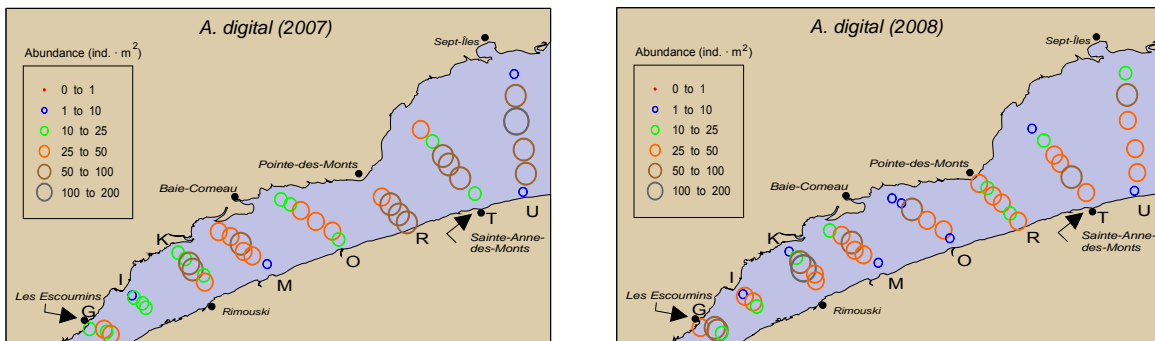 A. digital (2007)
Sept-Îles
Abundance (ind. · m²)
0 to 1
1 to 10
10 to 25
25 to 50
50 to 100
100 to 200
Pointe-des-Monts
Baie-Comeau
U
T
R
Sainte-Anne-
des-Monts
K
O
I
M
Les Escoumins
G
Rimouski
A. digital (2008)
Sept-Îles
Abundance (ind. · m²)
0 to 1
1 to 10
10 to 25
25 to 50
50 to 100
100 to 200
Pointe-des-Monts
Baie-Comeau
U
T
R
Sainte-Anne-
des-Monts
K
O
I
M
Les Escoumins
G
Rimouski